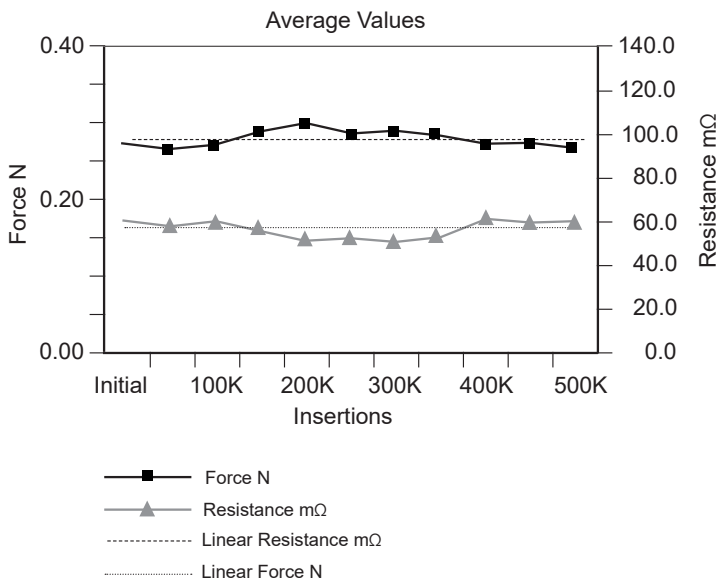 Average Values
0.40
0.20
0.00
Force N
140.0
120.0
100.0
80.0
60.0
40.0
20.0
0.0
Resistance mΩ
Initial 100K 200K 300K 400K 500K
Insertions
Force N
Resistance mΩ
Linear Resistance mΩ
Linear Force N